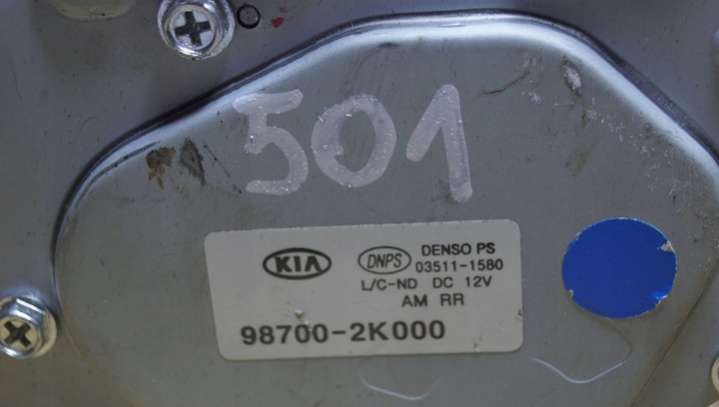 501
KIA
DNPS DENSO PS
03511-1580
L/C-ND DC 12V
AM RR
98700-2K000